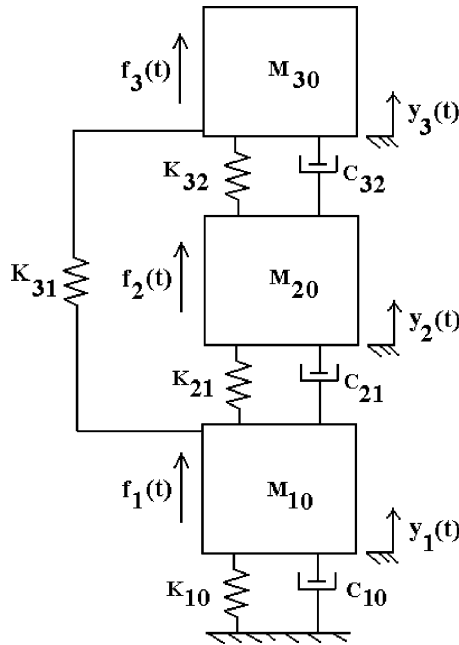 f3(t)
M30
y3(t)
K32
C32
K31
f2(t)
M20
y2(t)
K21
C21
f1(t)
M10
y1(t)
K10
C10